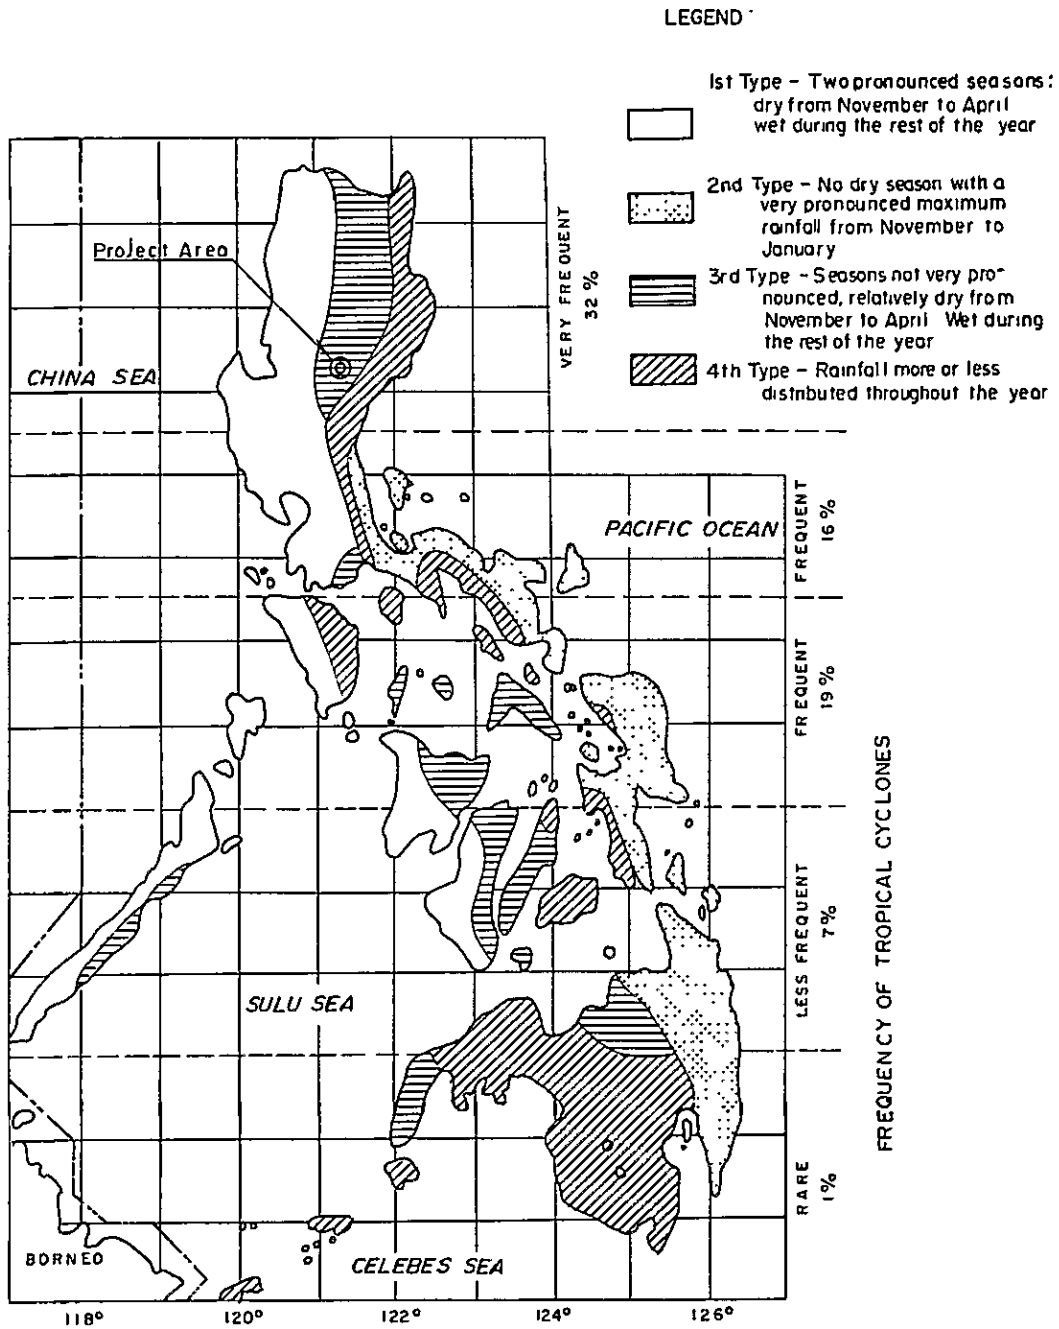 LEGEND
1st Type – Two pronounced seasons:
dry from November to April
wet during the rest of the year
2nd Type – No dry season with a
very pronounced maximum
rainfall from November to
January
3rd Type – Seasons not very pro-
nounced, relatively dry from
November to April Wet during
the rest of the year
4th Type – Rainfall more or less
distributed throughout the year
Project Area
CHINA SEA
PACIFIC OCEAN
SULU SEA
CELEBES SEA
BORNEO
VERY FREQUENT
32 %
FREQUENT
16 %
FREQUENT
19 %
LESS FREQUENT
7 %
RARE
1 %
FREQUENCY OF TROPICAL CYCLONES
118° 120° 122° 124° 126°